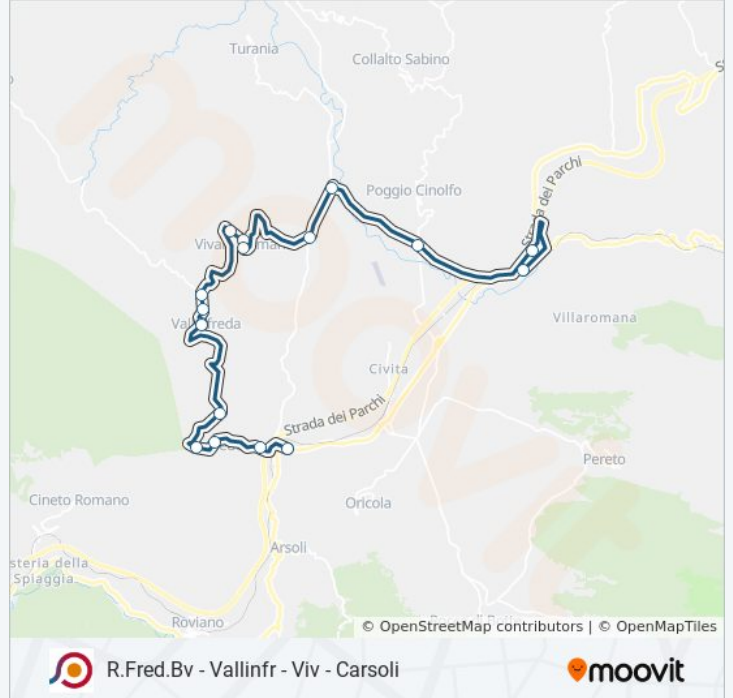 Turania
Collalto Sabino
Poggio Cinolfo
Strada dei Parchi
Villaromana
Civita
Strada dei Parchi
Pereto
Cineto Romano
Oricola
Arsoli
Spiaggia
Roviano
© OpenStreetMap contributors | © OpenMapTiles
R.Fred.Bv - Vallinfr - Viv - Carsoli
moovit